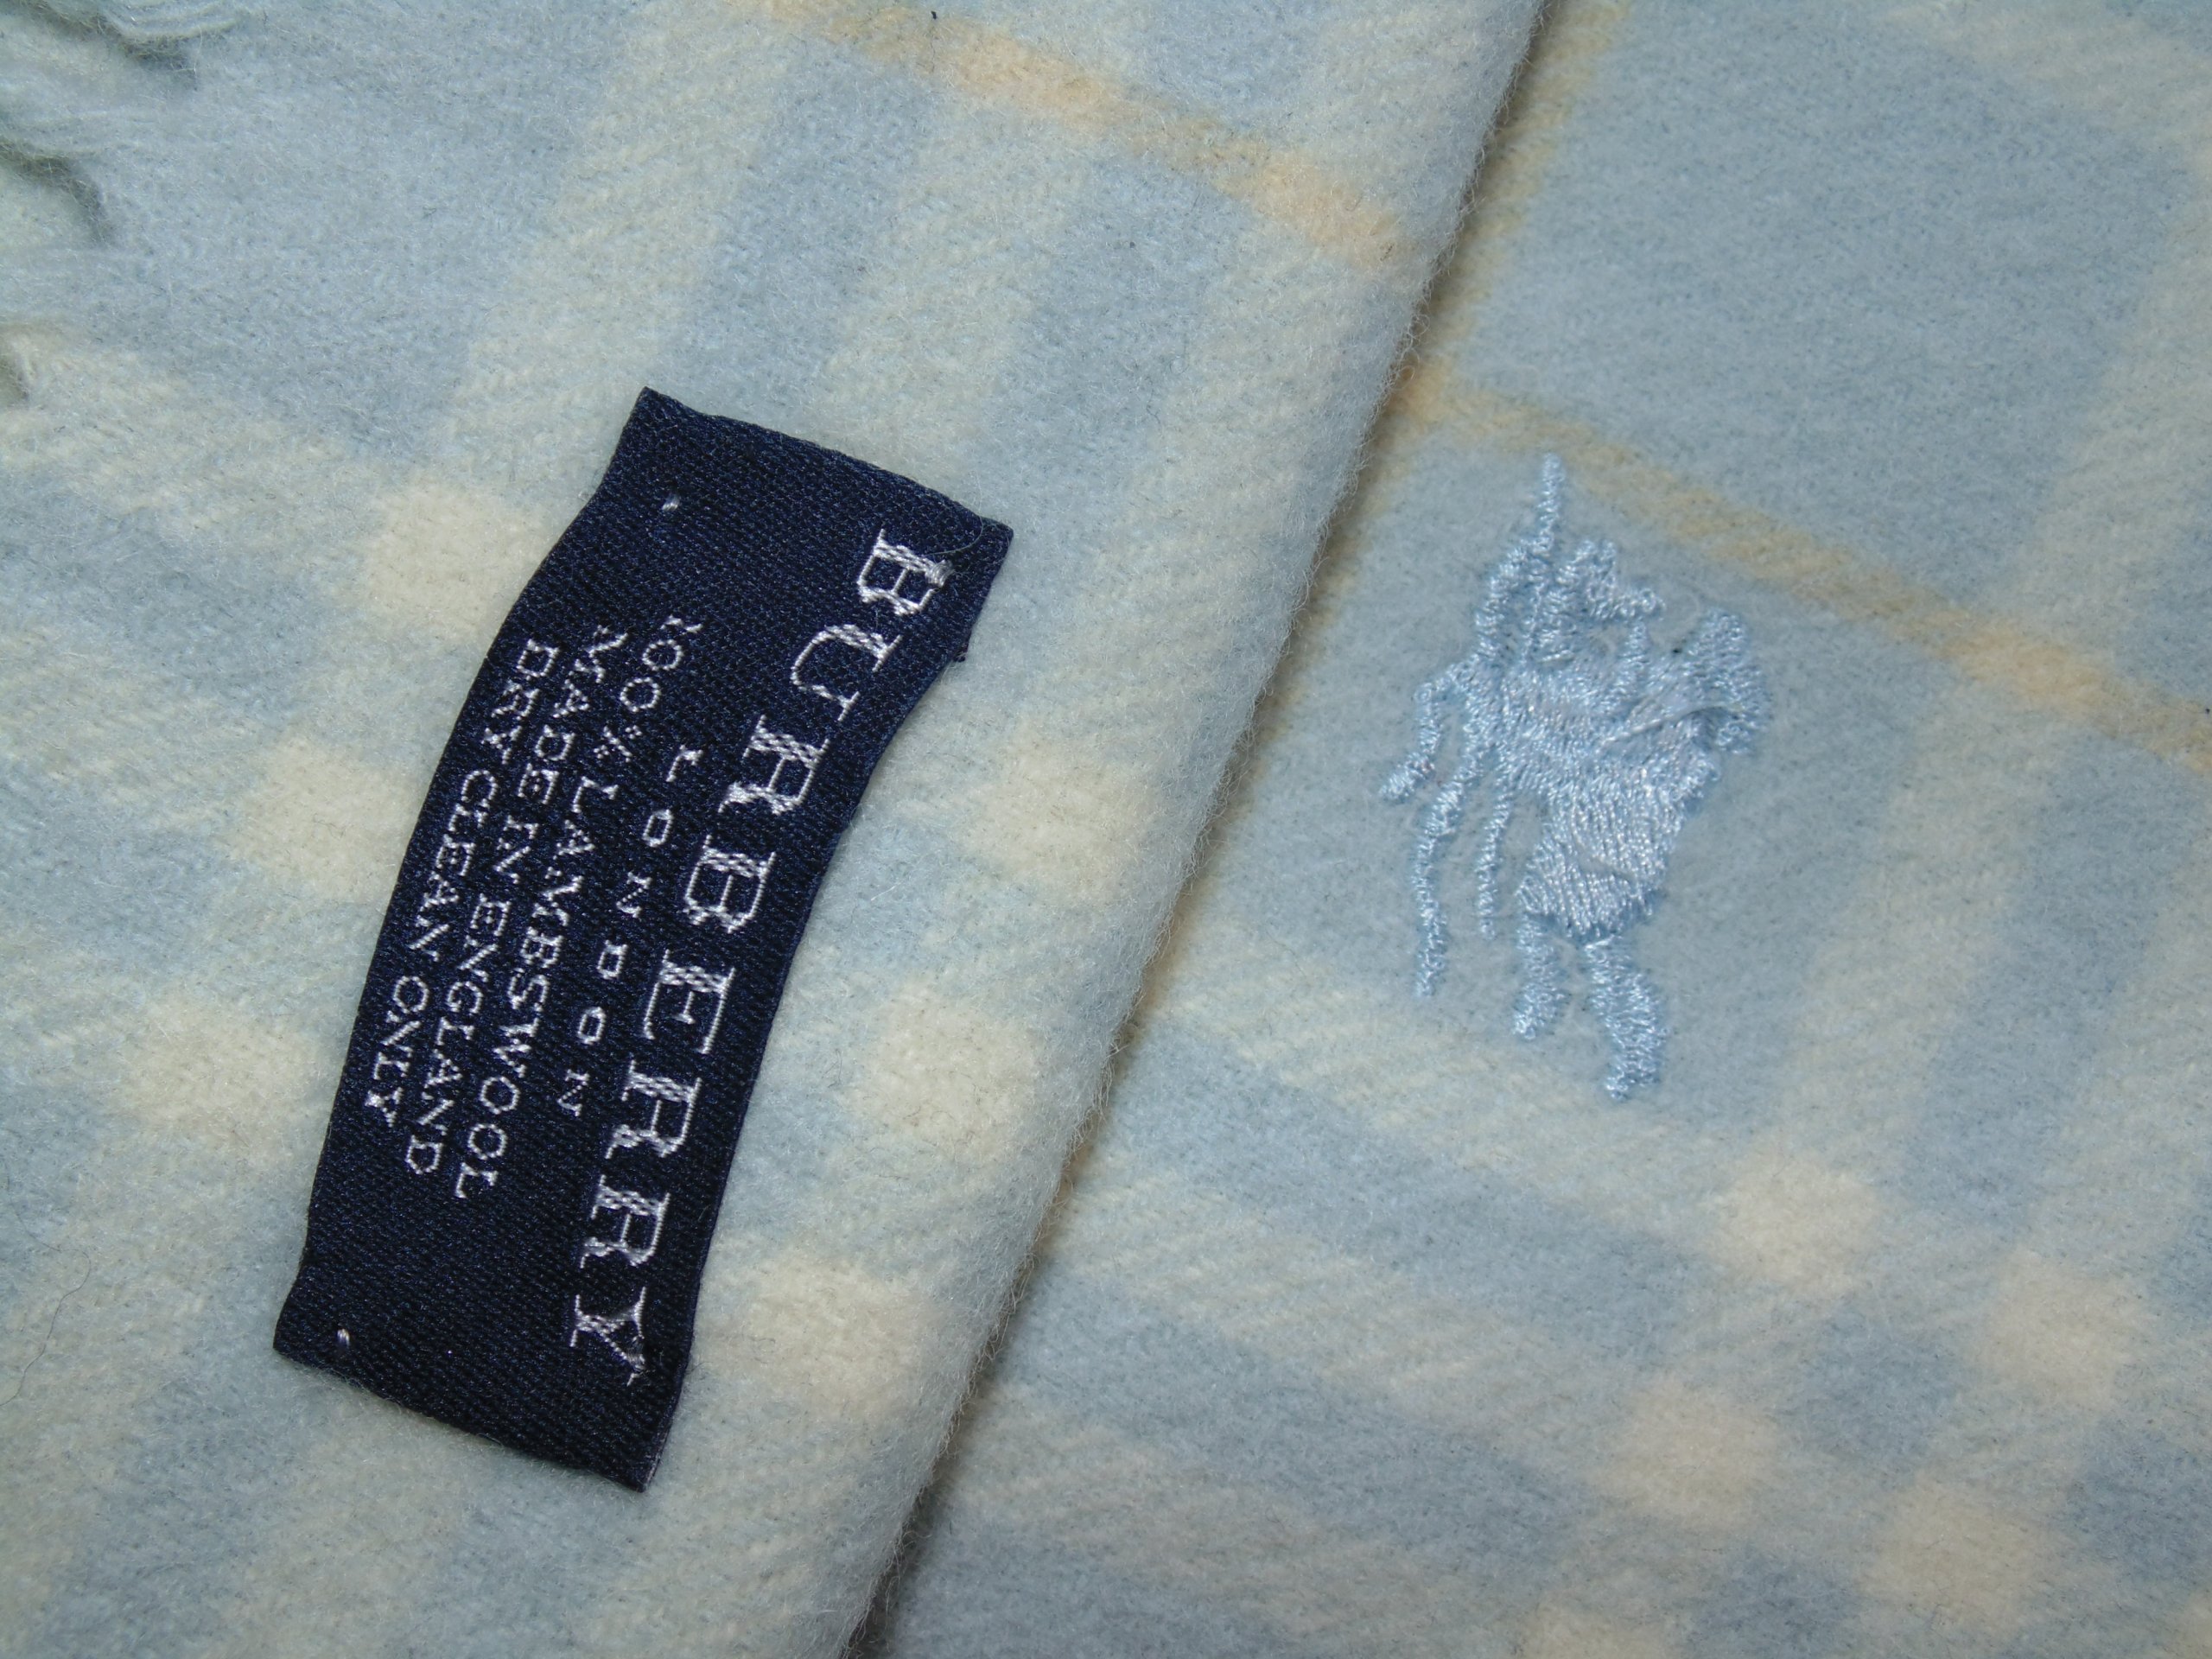 BURBERRY
LONDON
100% LAMBSWOOL
MADE IN ENGLAND
DRY CLEAN ONLY